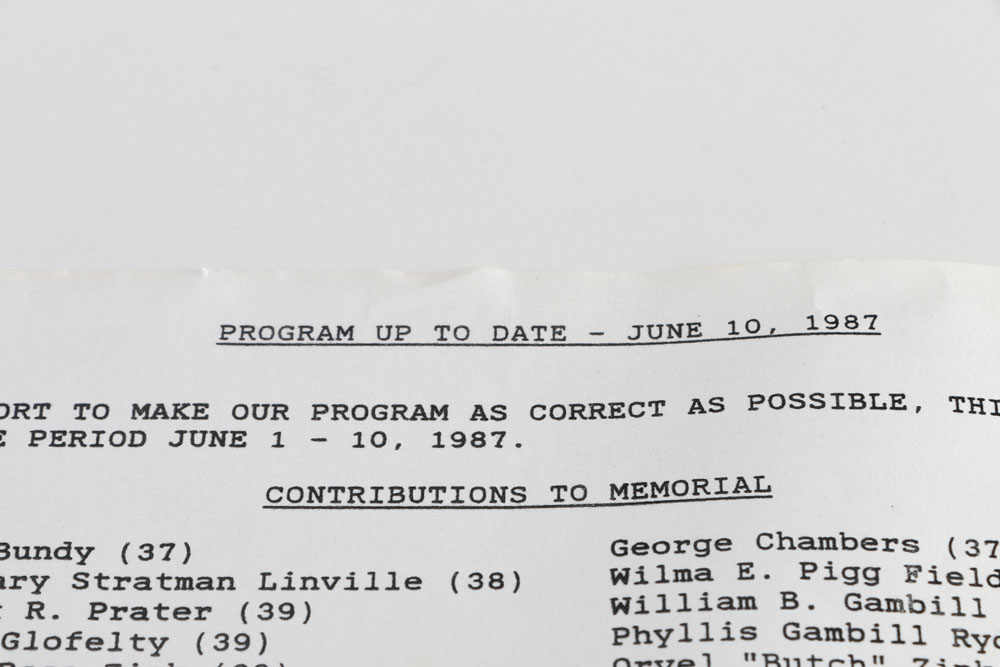 PROGRAM UP TO DATE - JUNE 10, 1987
ORT TO MAKE OUR PROGRAM AS CORRECT AS POSSIBLE, THI
E PERIOD JUNE 1 - 10, 1987.
CONTRIBUTIONS TO MEMORIAL
Bundy (37)
ary Stratman Linville (38)
R. Prater (39)
Glofelty (39)
George Chambers (37
Wilma E. Pigg Field
William B. Gambill
Phyllis Gambill Ryd
Orvel "Butch"